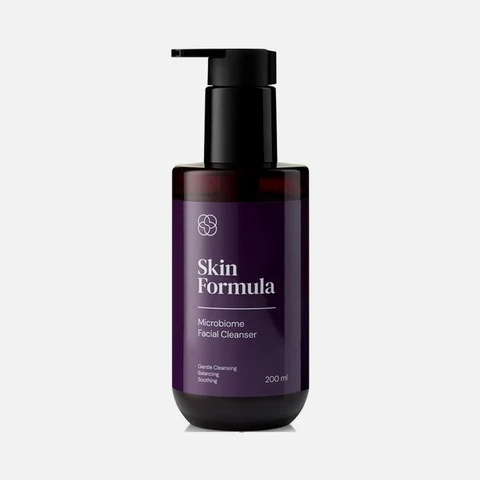 Skin
Formula
Microbiome
Facial Cleanser
Gentle Cleansing
Balancing
Soothing
200 ml